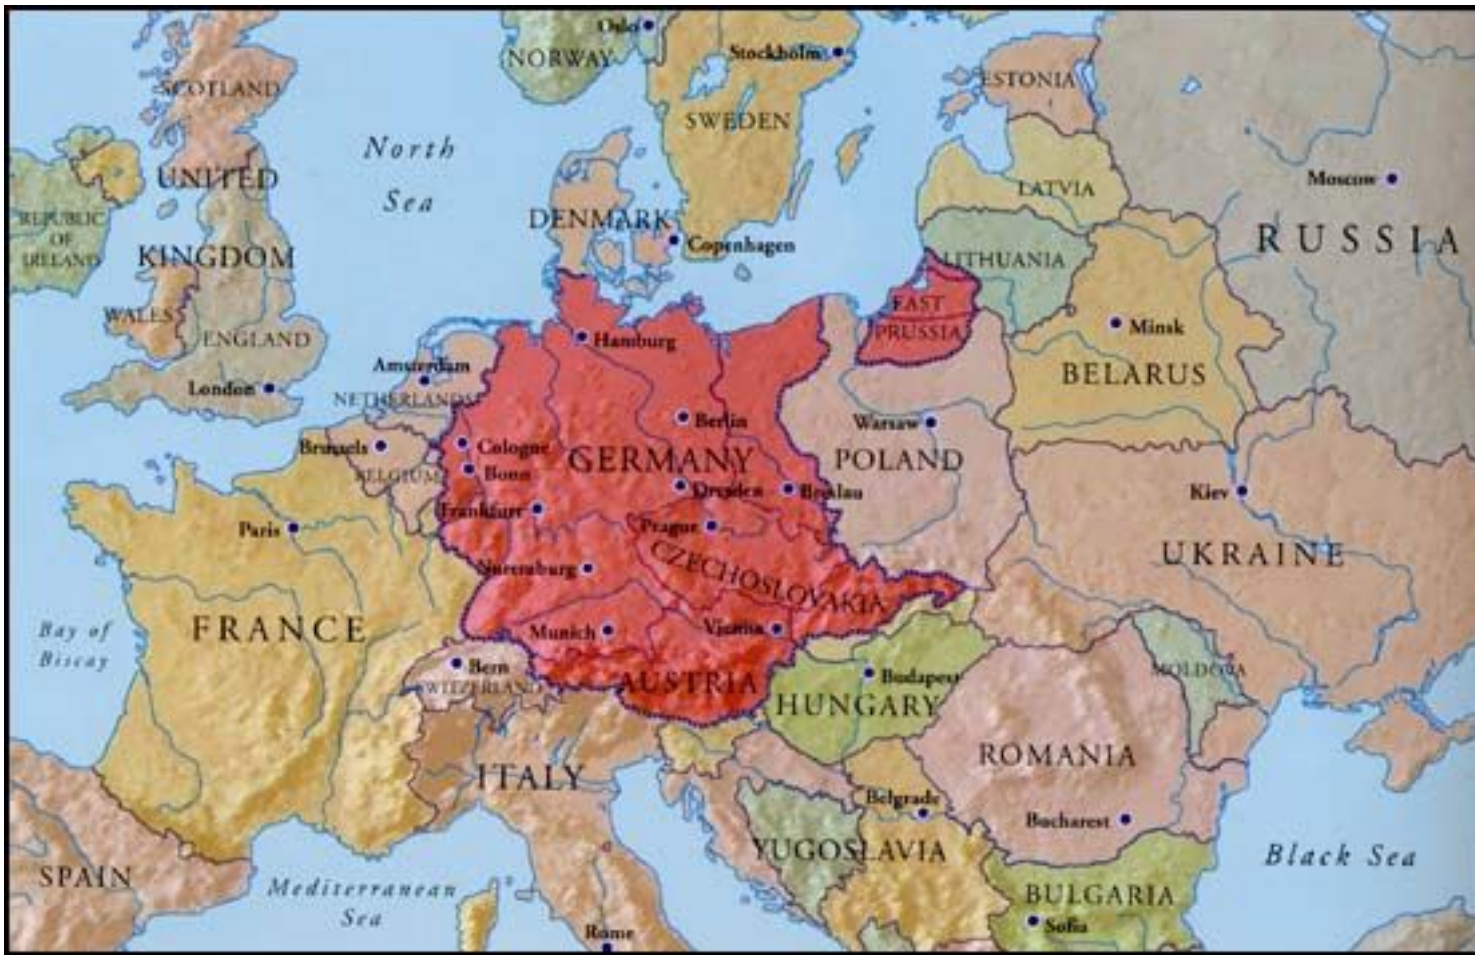 Oslo
NORWAY
Stockholm
SWEDEN
ESTONIA
SCOTLAND
North
Sea
UNITED
KINGDOM
REPUBLIC
OF
IRELAND
WALES
ENGLAND
London
DENMARK
Copenhagen
LATVIA
LITHUANIA
Moscow
RUSSIA
EAST
PRUSSIA
Minsk
BELARUS
Hamburg
Amsterdam
NETHERLANDS
Berlin
Warsaw
POLAND
Brussels
BELGIUM
Cologne
Bonn
GERMANY
Dresden
Breslau
Kiev
UKRAINE
Paris
Frankfurt
Prague
CZECHOSLOVAKIA
Nuremburg
FRANCE
Bay of
Biscay
Munich
Vienna
Bern
SWITZERLAND
AUSTRIA
Budapest
HUNGARY
MOLDOVA
ROMANIA
ITALY
Belgrade
Bucharest
YUGOSLAVIA
Black Sea
SPAIN
Mediterranean
Sea
BULGARIA
Sofia
Rome